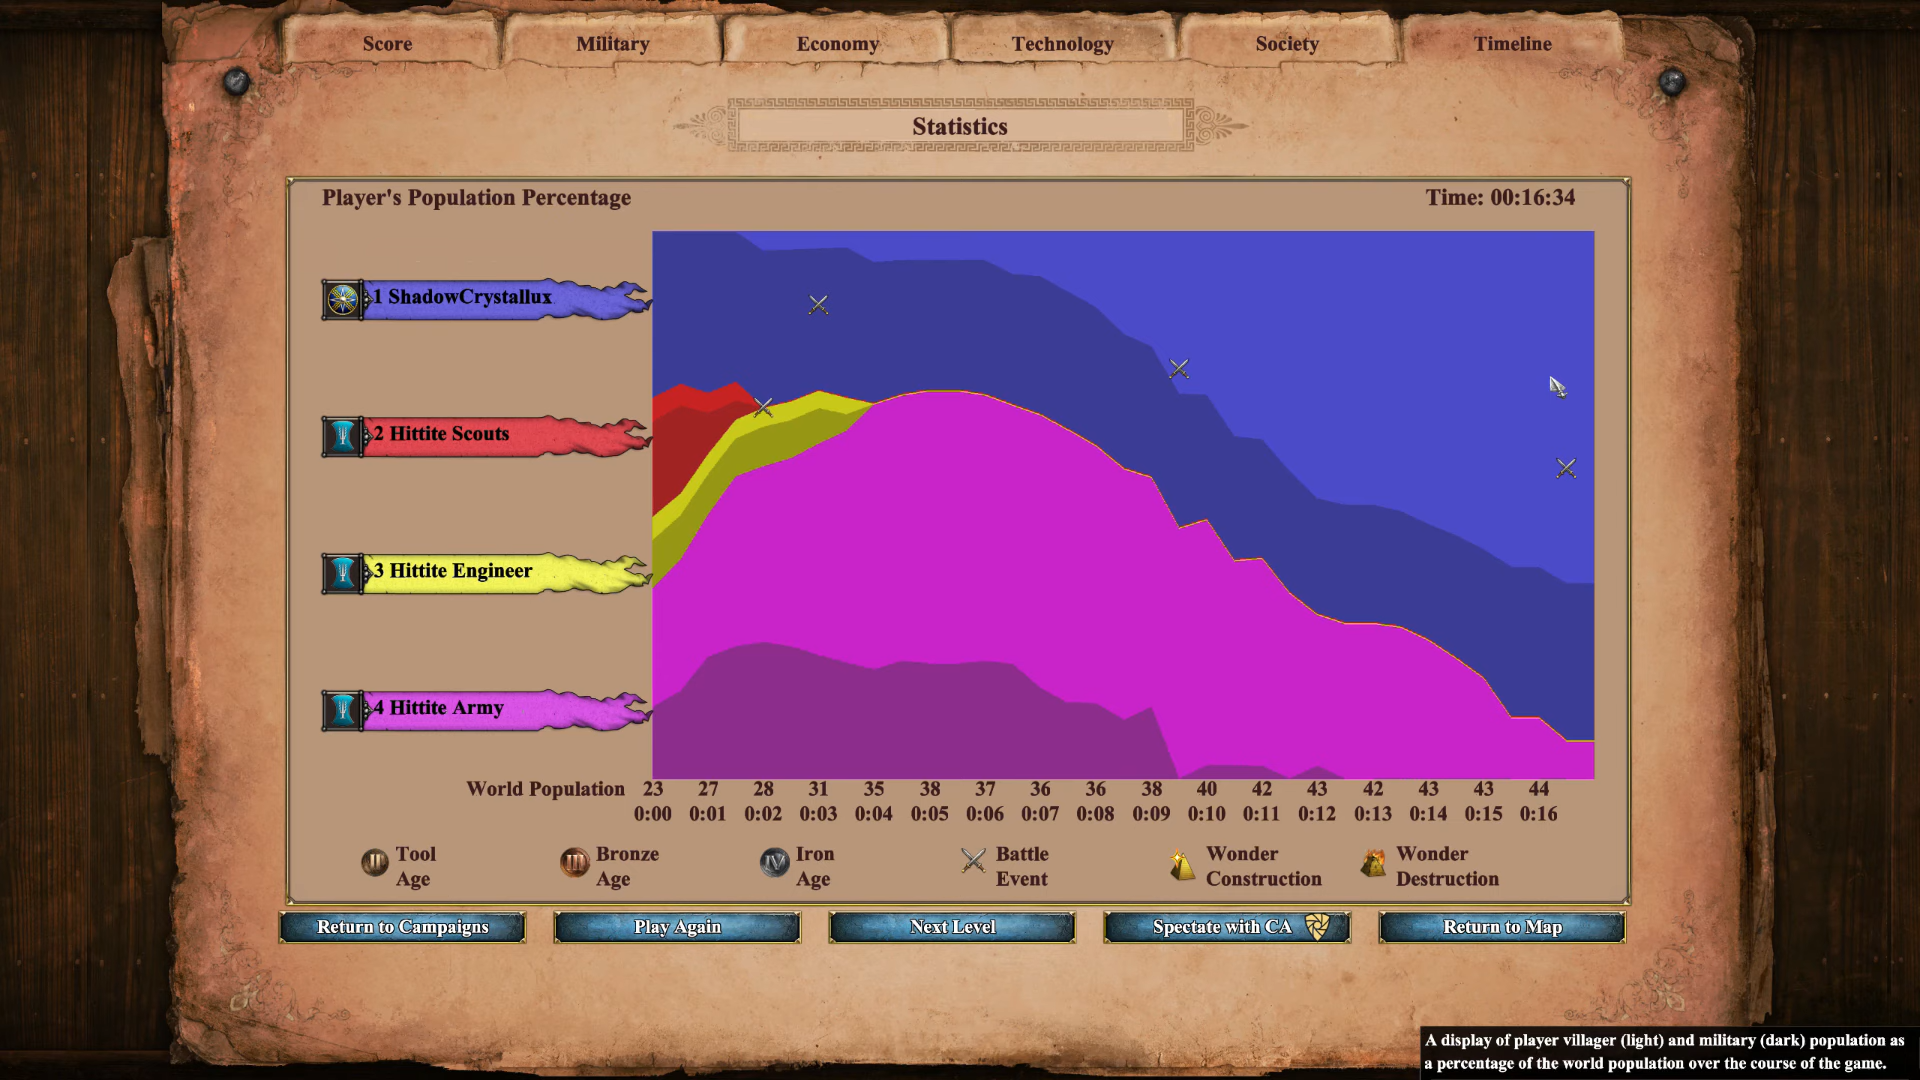 Score
Military
Economy
Technology
Society
Timeline
Statistics
Player's Population Percentage
Time: 00:16:34
1 ShadowCrystallux
2 Hittite Scouts
3 Hittite Engineer
4 Hittite Army
World Population 23 27 28 31 35 38 37 36 36 38 40 42 43 42 43 43 44
0:00 0:01 0:02 0:03 0:04 0:05 0:06 0:07 0:08 0:09 0:10 0:11 0:12 0:13 0:14 0:15 0:16
II
Tool
Age
III
Bronze
Age
IV
Iron
Age
Battle
Event
Wonder
Construction
Wonder
Destruction
Return to Campaigns
Play Again
Next Level
Spectate with CA
Return to Map
A display of player villager (light) and military (dark) population as
a percentage of the world population over the course of the game.